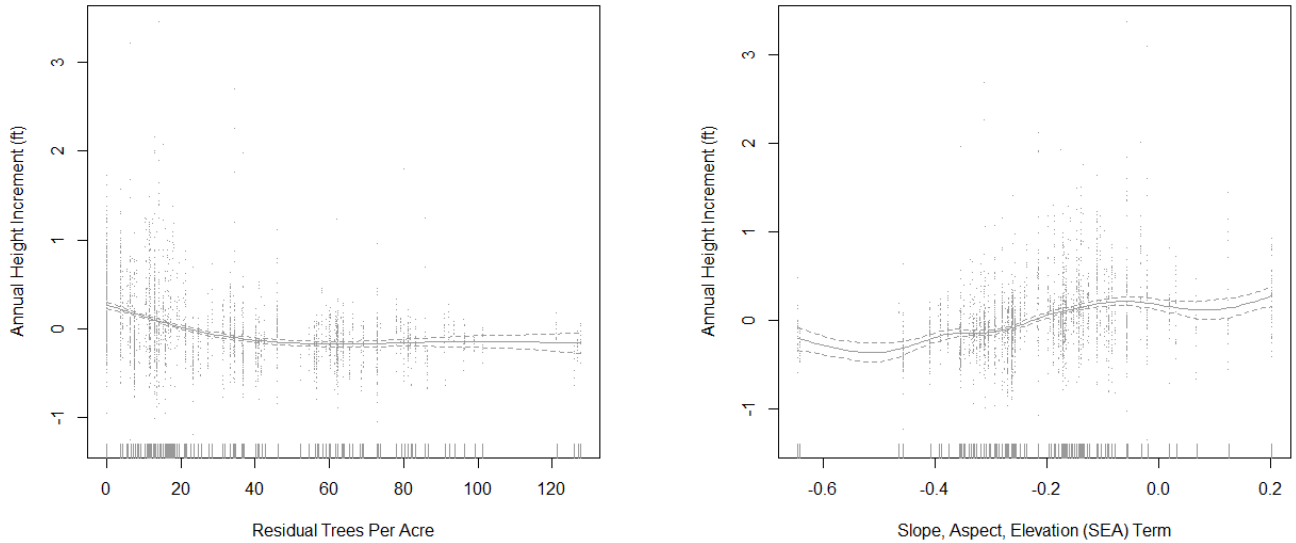 Annual Height Increment (ft)
3
2
1
0
-1
0 20 40 60 80 100 120
Residual Trees Per Acre
Annual Height Increment (ft)
3
2
1
0
-1
-0.6 -0.4 -0.2 0.0 0.2
Slope, Aspect, Elevation (SEA) Term